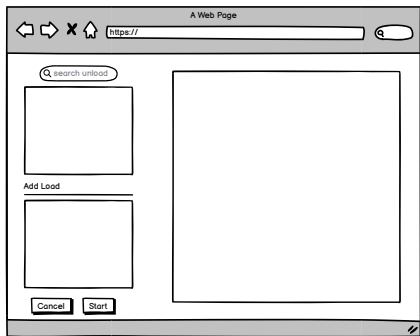 A Web Page
https://
search unload
Add Load
Cancel
Start